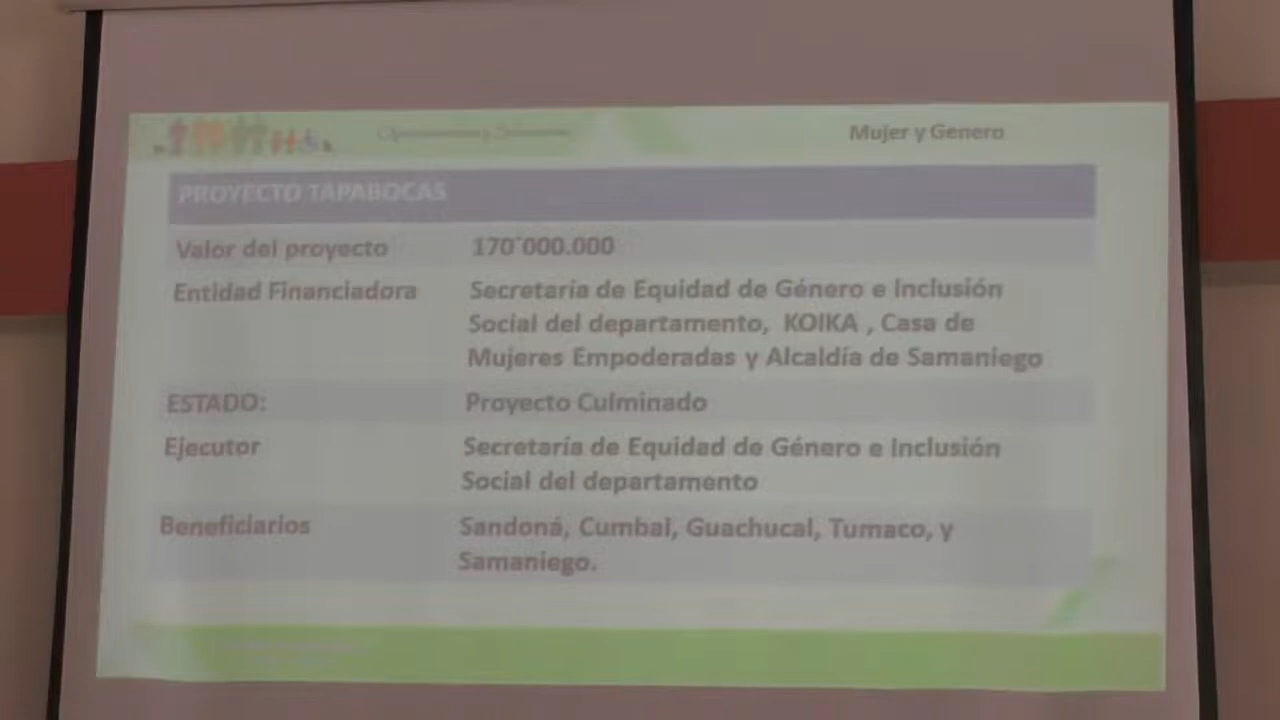 Mujer y Genero
PROYECTO TAPABOCAS
Valor del proyecto 170´000.000
Entidad Financiadora Secretaría de Equidad de Género e Inclusión
Social del departamento, KOIKA , Casa de
Mujeres Empoderadas y Alcaldía de Samaniego
ESTADO: Proyecto Culminado
Ejecutor Secretaría de Equidad de Género e Inclusión
Social del departamento
Beneficiarios Sandoná, Cumbal, Guachucal, Tumaco, y
Samaniego.